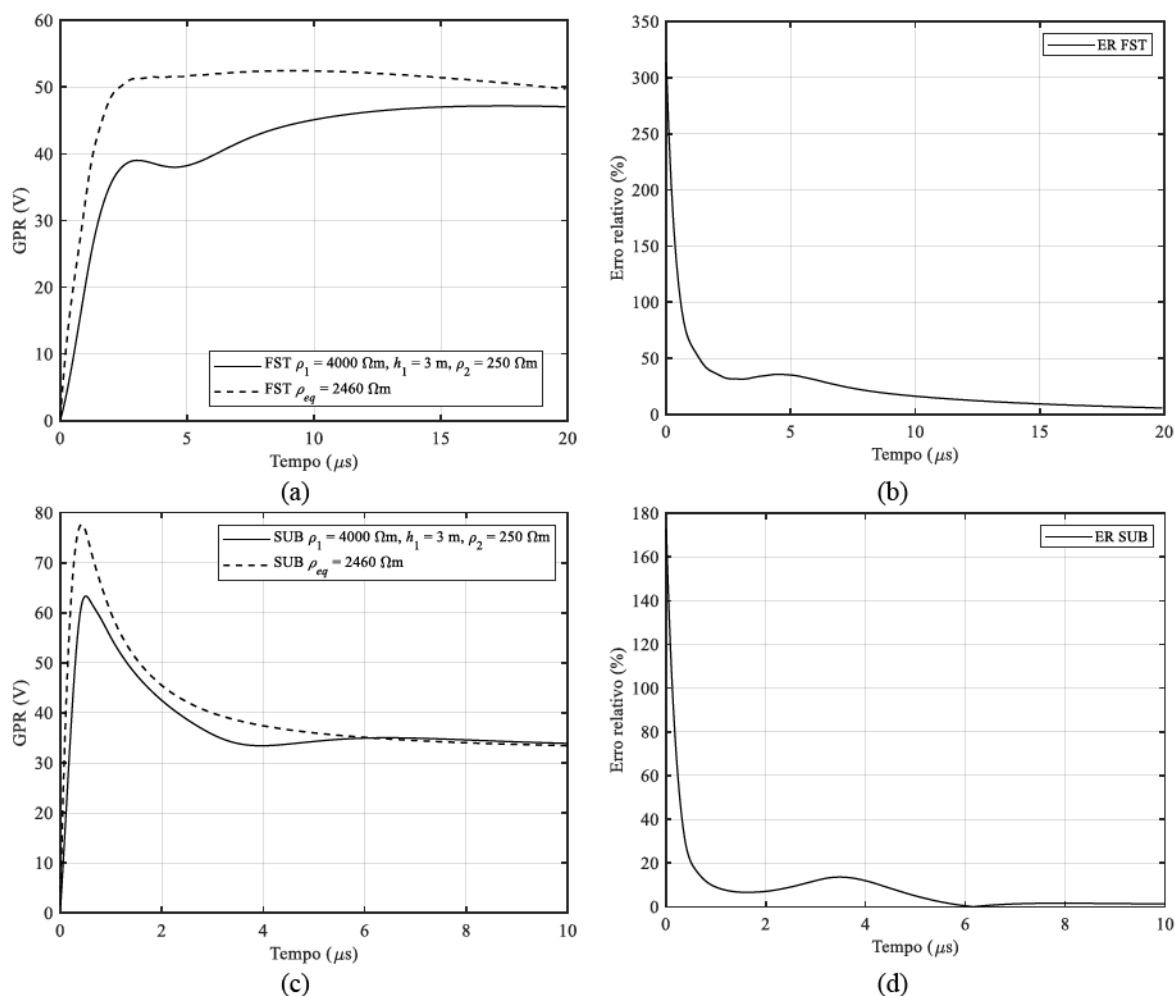 60
50
40
30
20
10
0
GPR (V)
FST ρ1 = 4000 Ωm, h1 = 3 m, ρ2 = 250 Ωm
FST ρeq = 2460 Ωm
0 5 10 15 20
Tempo (μs)
(a)
350
300
250
200
150
100
50
0
Erro relativo (%)
ER FST
0 5 10 15 20
Tempo (μs)
(b)
80
70
60
50
40
30
20
10
0
GPR (V)
SUB ρ1 = 4000 Ωm, h1 = 3 m, ρ2 = 250 Ωm
SUB ρeq = 2460 Ωm
0 2 4 6 8 10
Tempo (μs)
(c)
180
160
140
120
100
80
60
40
20
0
Erro relativo (%)
ER SUB
0 2 4 6 8 10
Tempo (μs)
(d)